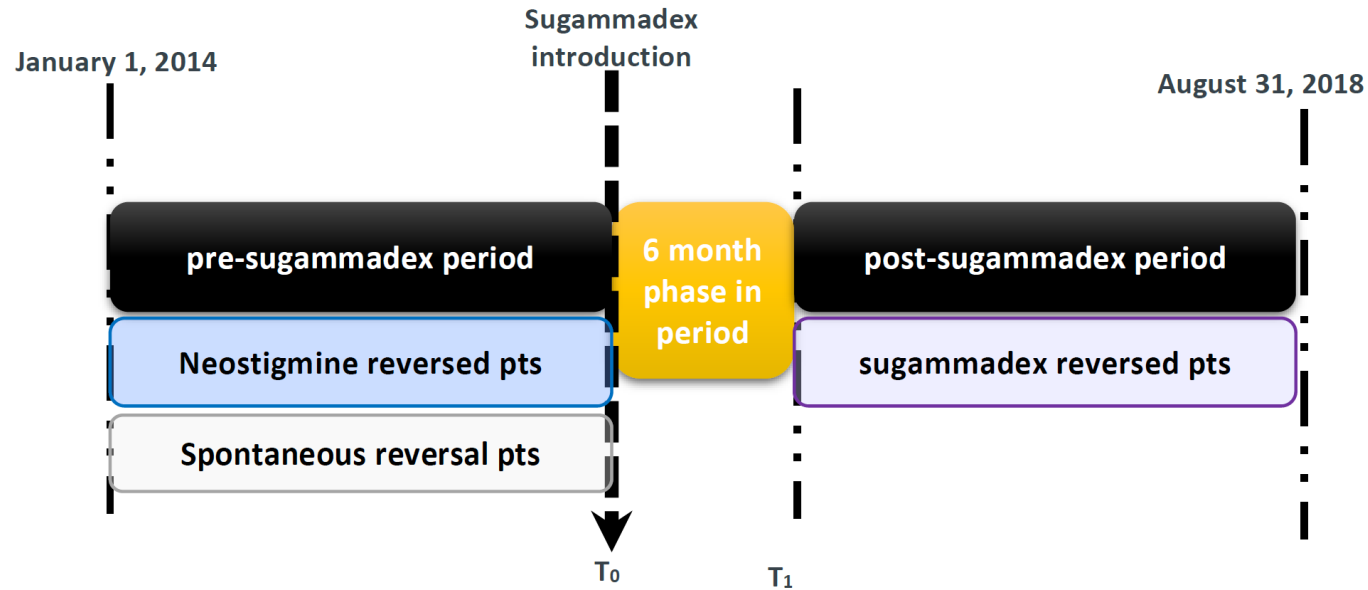 Sugammadex
introduction
January 1, 2014
August 31, 2018
pre-sugammadex period
6 month
phase in
period
post-sugammadex period
Neostigmine reversed pts
sugammadex reversed pts
Spontaneous reversal pts
T₀
T₁